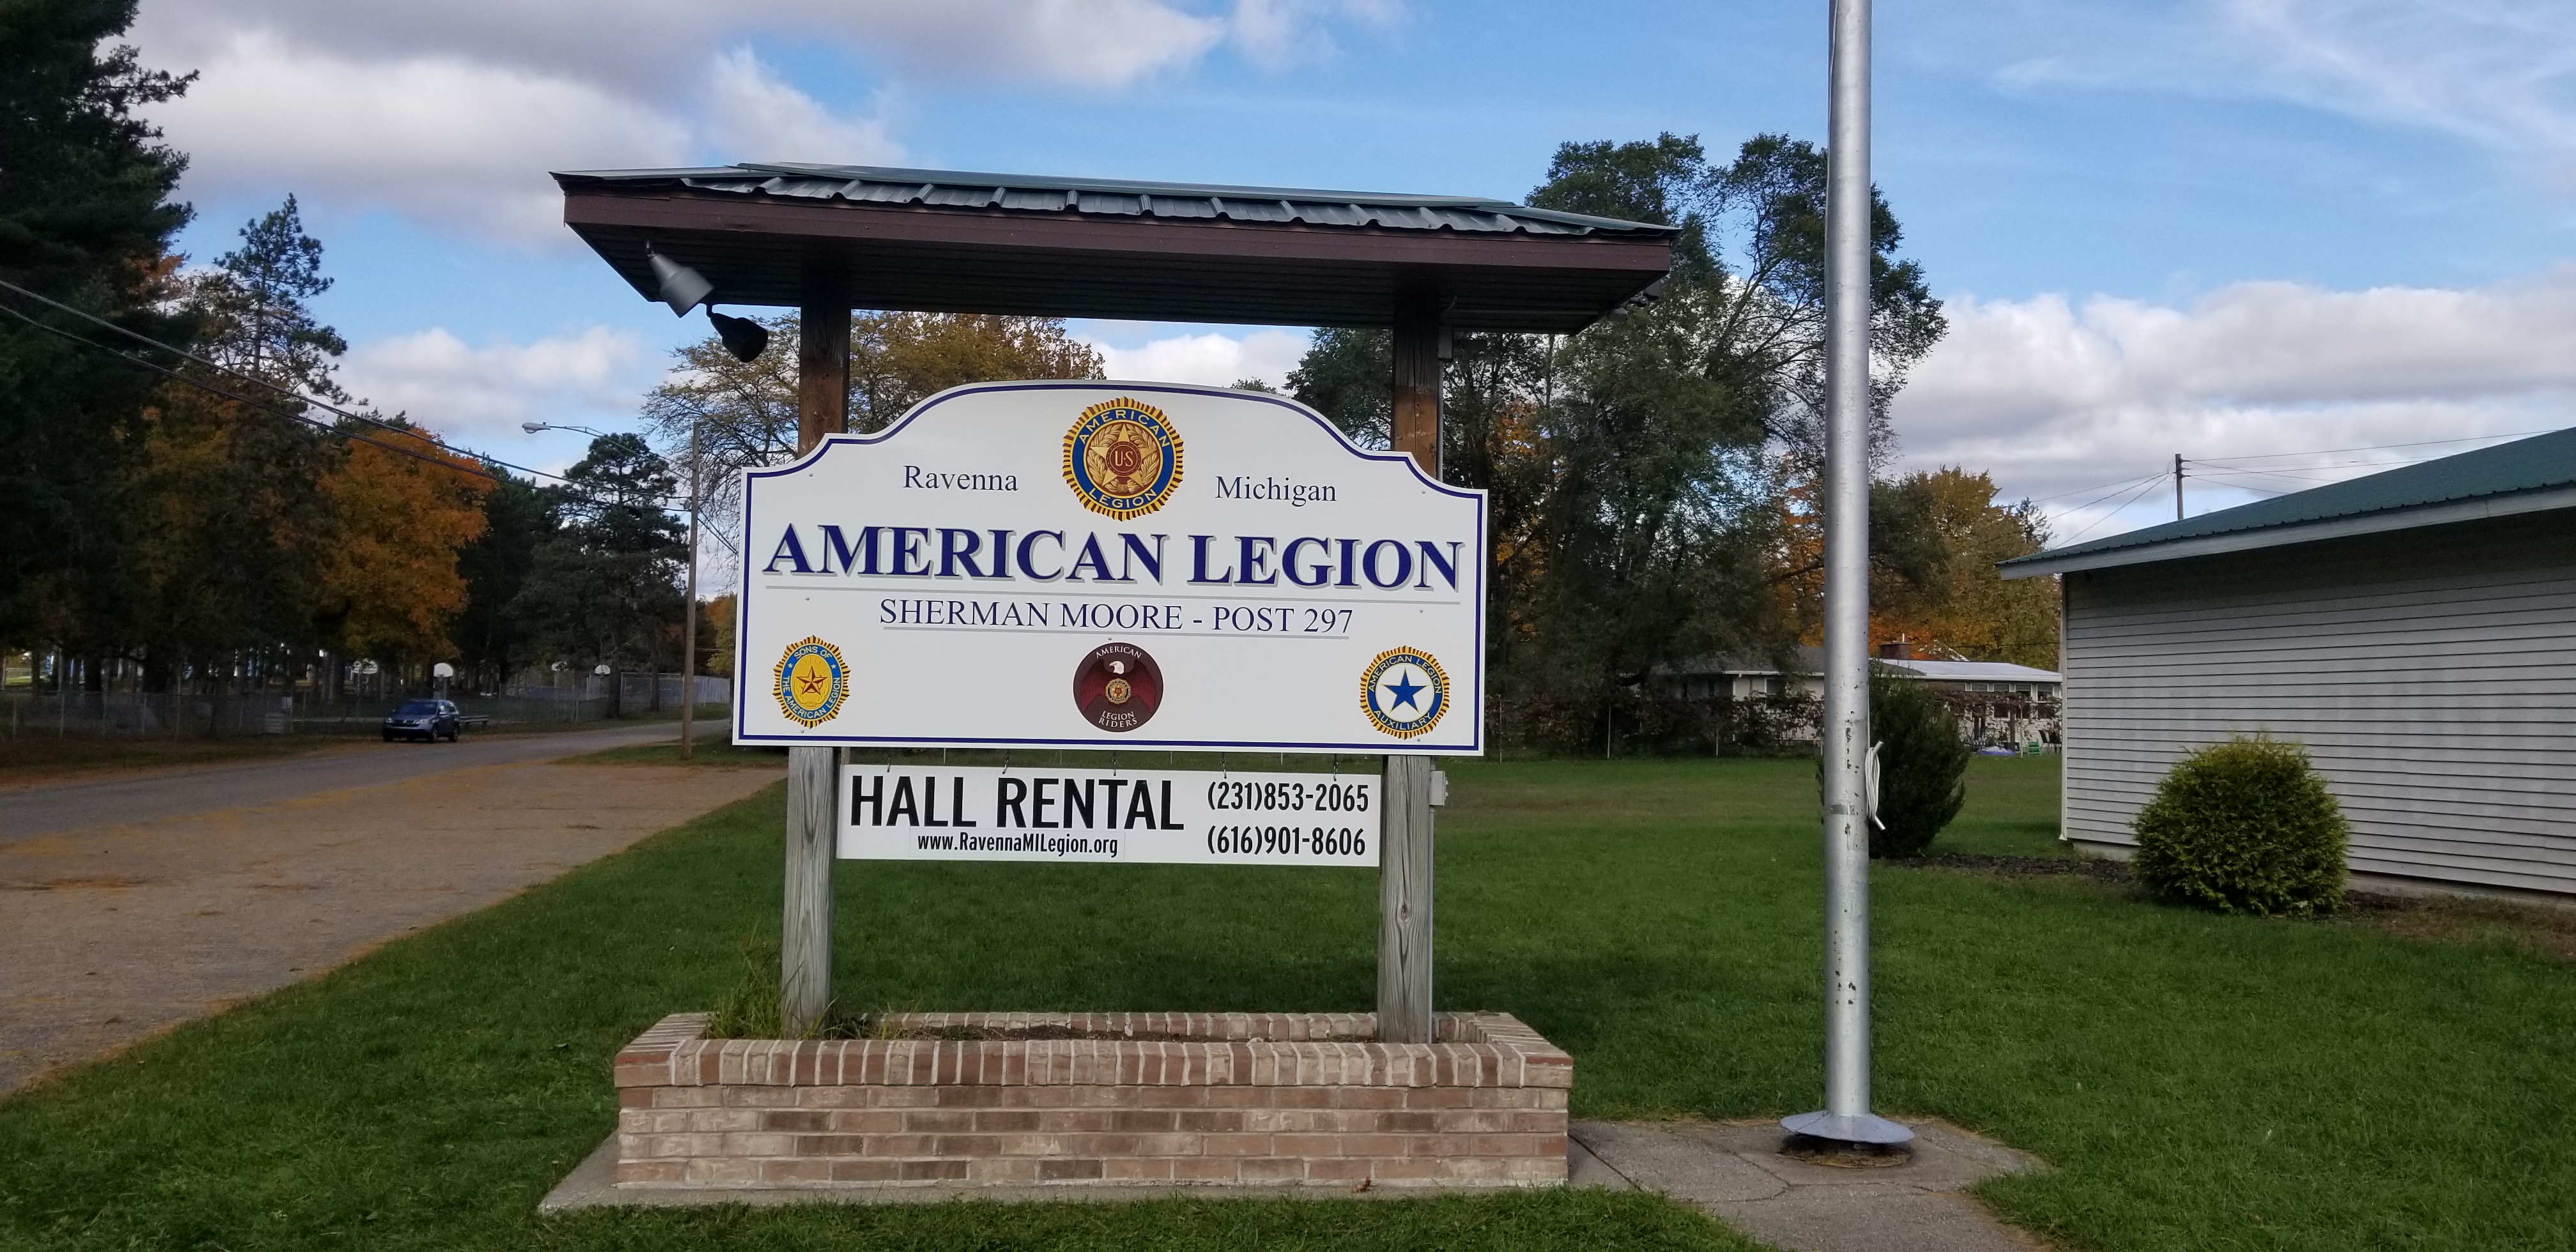 AMERICAN
U·S
LEGION
Ravenna Michigan
AMERICAN LEGION
SHERMAN MOORE - POST 297
SONS OF
THE AMERICAN LEGION
AMERICAN
LEGION
RIDERS
AMERICAN LEGION
AUXILIARY
HALL RENTAL
www.RavennaMILegion.org
(231)853-2065
(616)901-8606